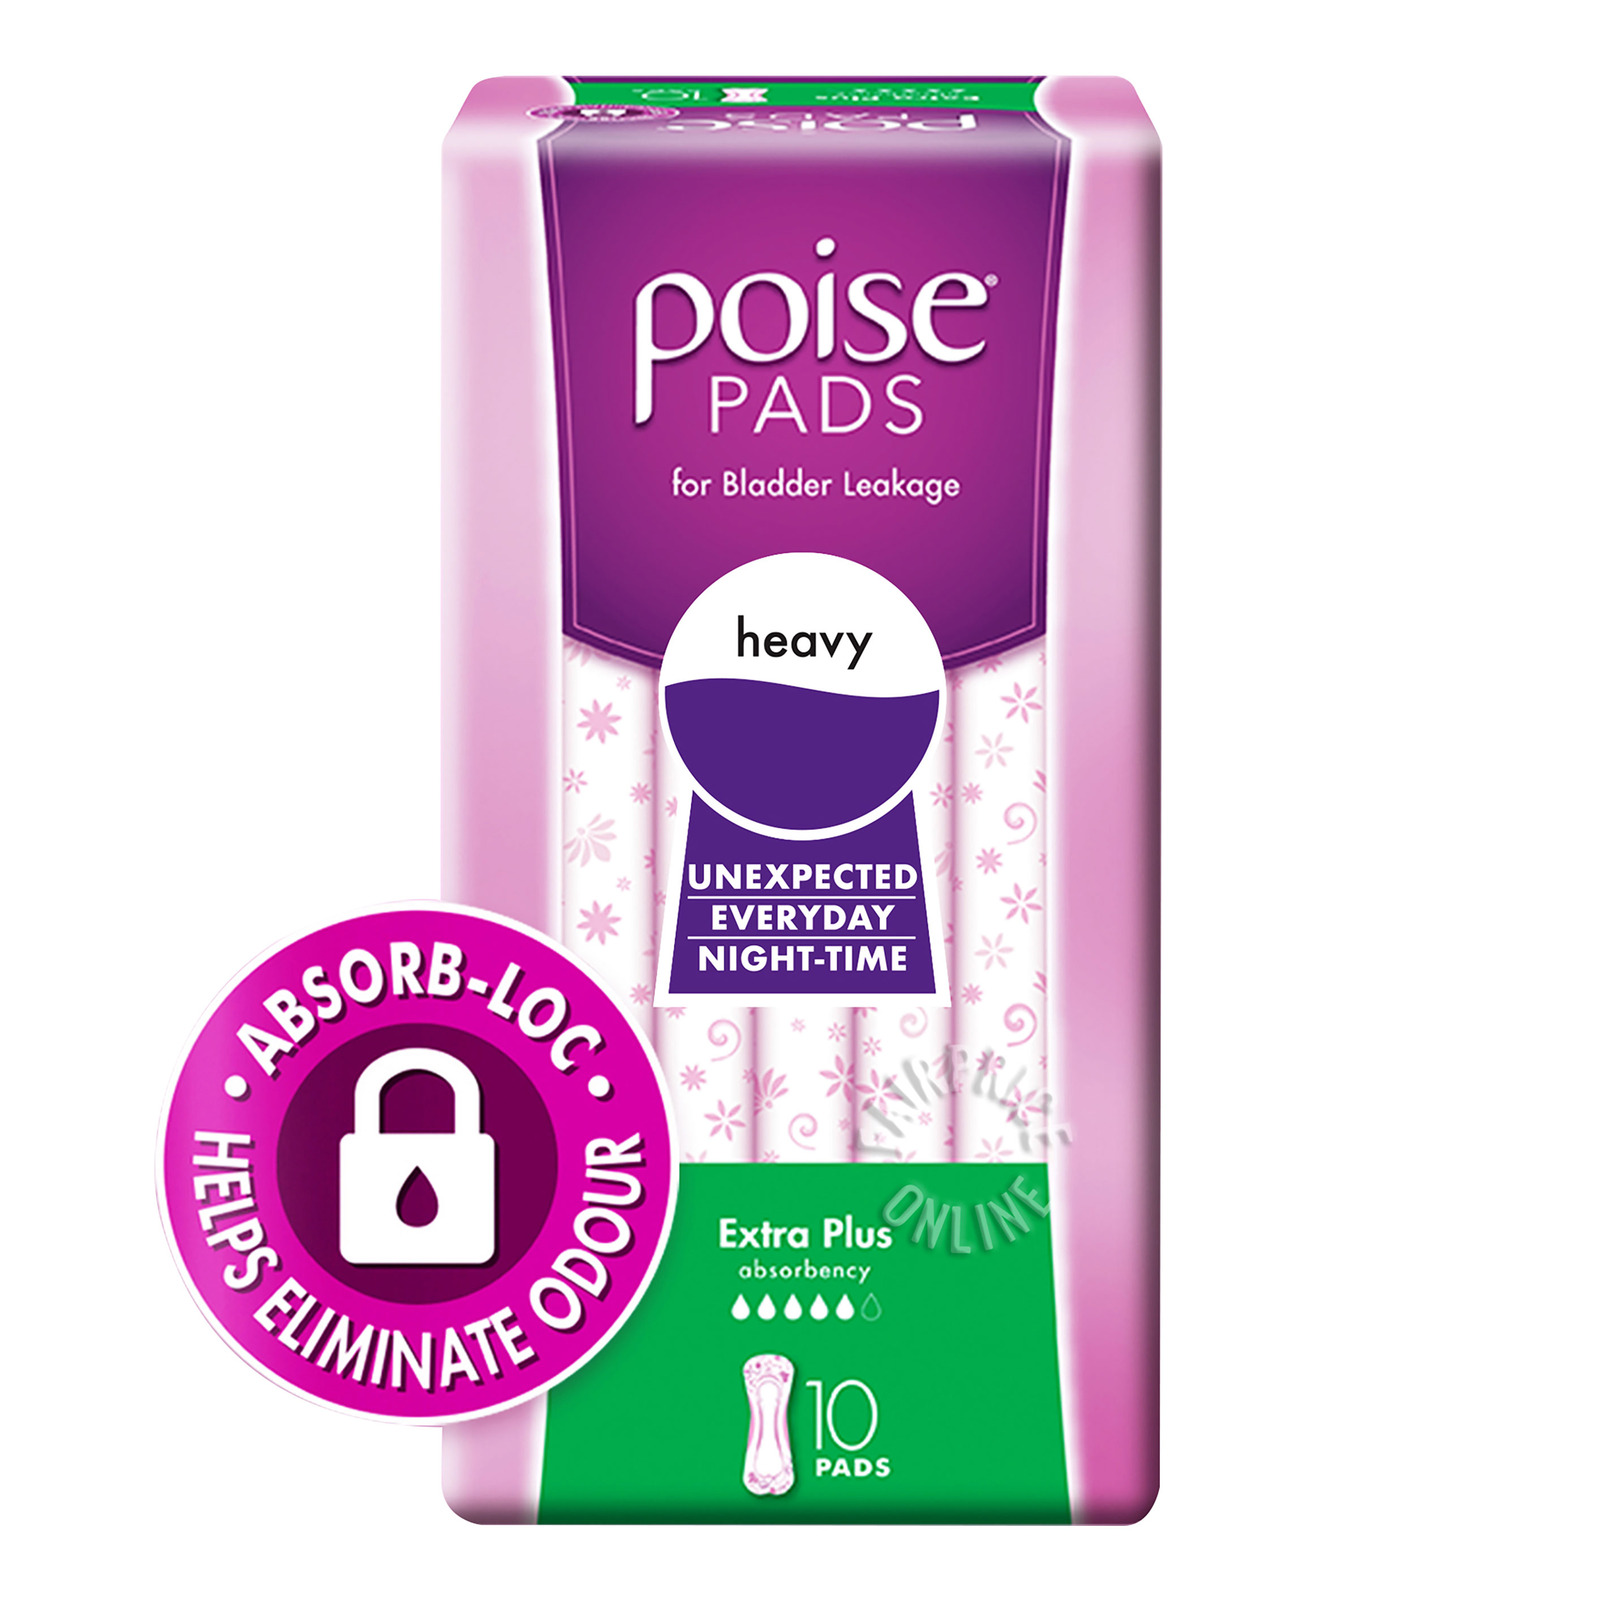 poise®
PADS
for Bladder Leakage
heavy
UNEXPECTED
EVERYDAY
NIGHT-TIME
• ABSORB-LOC •
HELPS ELIMINATE ODOUR
ONLINE
Extra Plus
absorbency
10
PADS